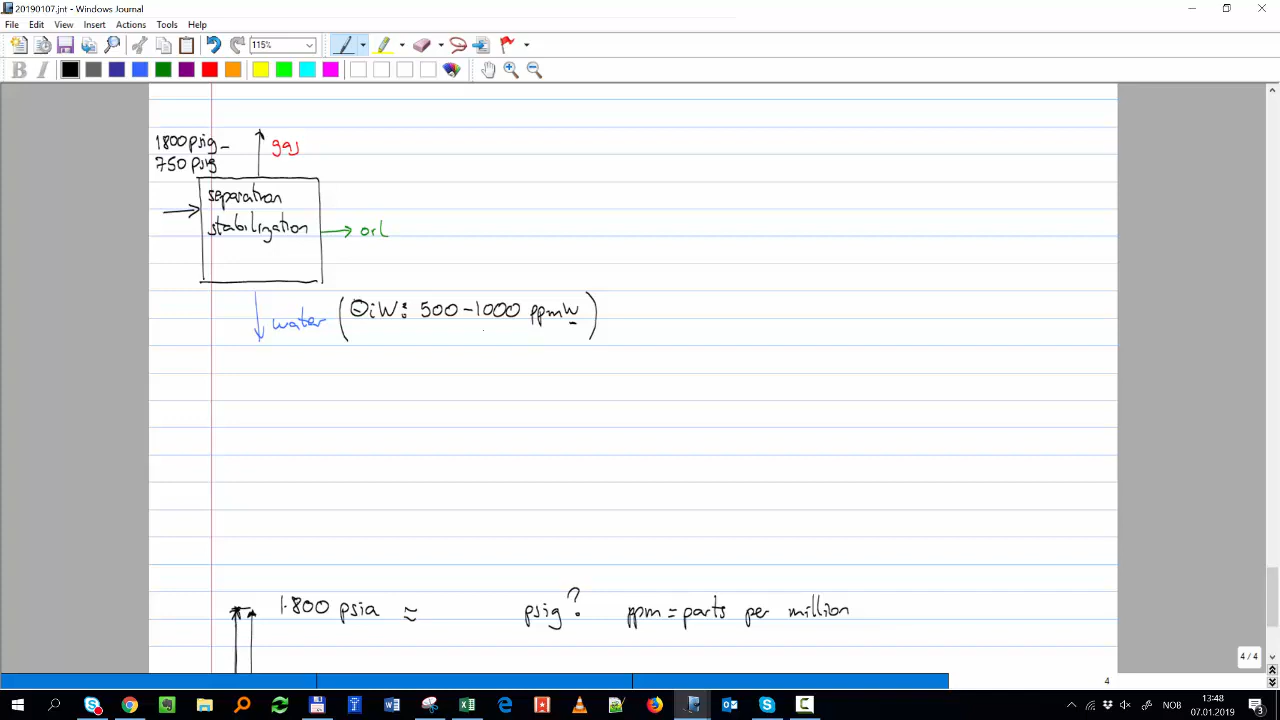 20190107.jnt - Windows Journal
File Edit View Insert Actions Tools Help
115%
B I
1800 psig -
750 psig
gas
separation
stabilization
oil
water (OiW: 500-1000 ppmW)
1.800 psia ≈ psig? ppm = parts per million
4 / 4
4
NOB
13:48
07.01.2019
3